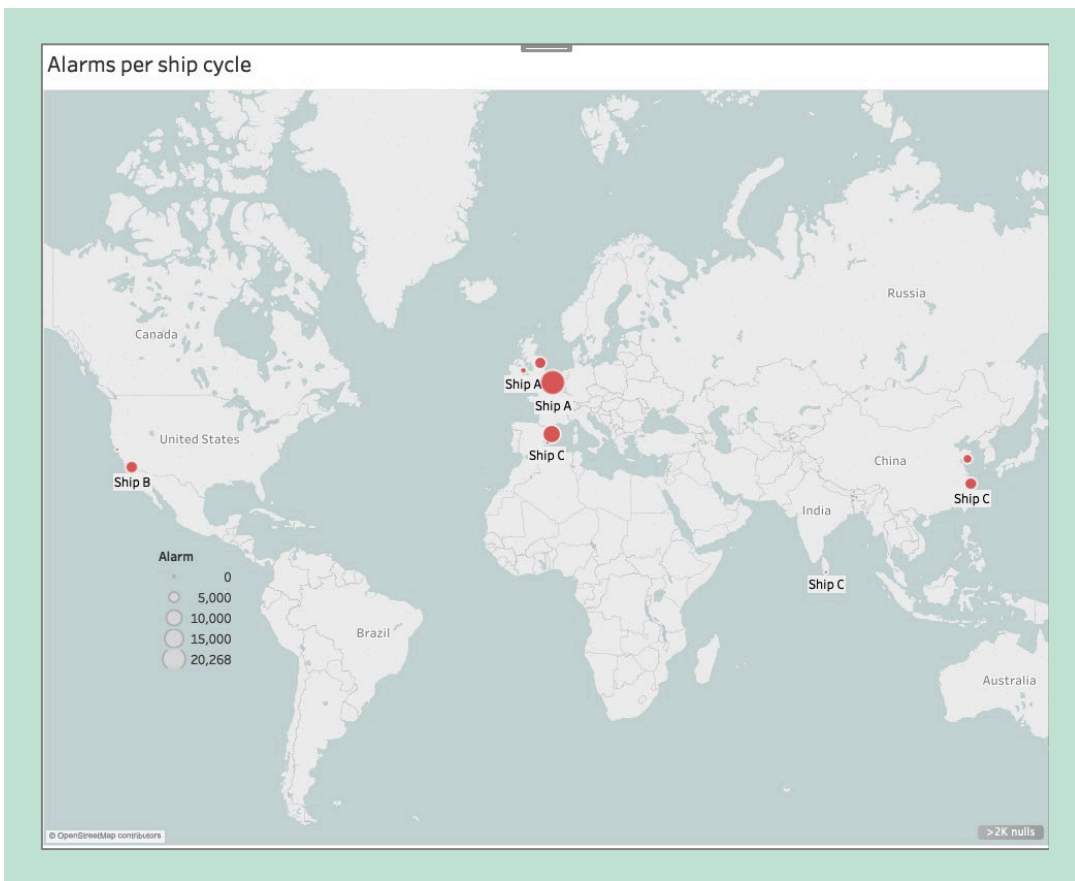 Alarms per ship cycle
Russia
Canada
Ship A
Ship A
United States
Ship C
China
Ship B
Ship C
India
Alarm
0
Ship C
5,000
10,000
Brazil
15,000
20,268
Australia
>2K nulls
© OpenStreetMap contributors